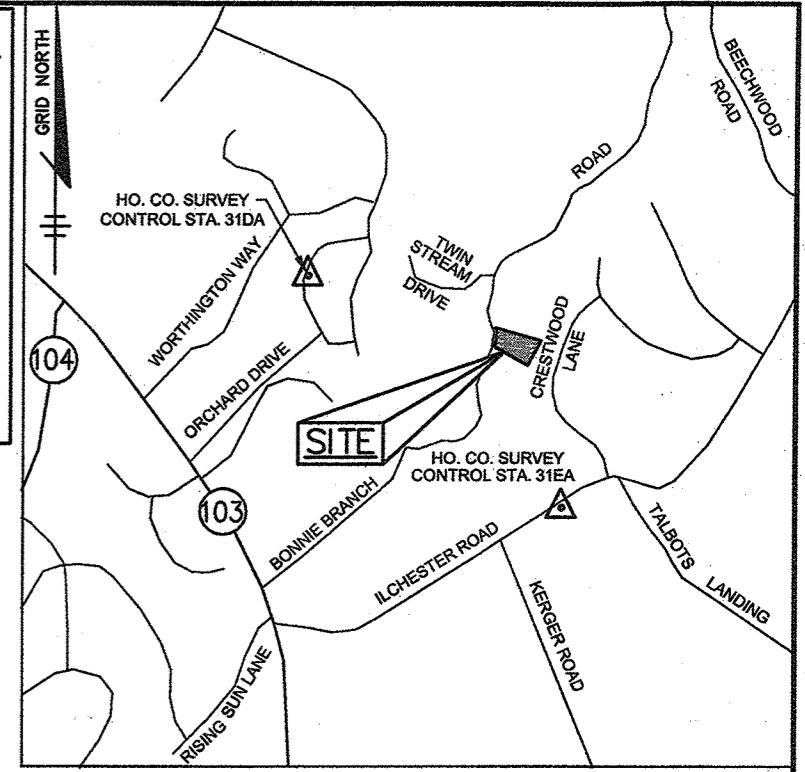 GRID NORTH
BEECHWOOD
ROAD
ROAD
HO. CO. SURVEY
CONTROL STA. 31DA
TWIN
STREAM
DRIVE
WORTHINGTON WAY
CRESTWOOD
LANE
104
ORCHARD DRIVE
SITE
HO. CO. SURVEY
CONTROL STA. 31EA
103
BONNIE BRANCH
ILCHESTER ROAD
TALBOTS
LANDING
KERGER ROAD
RISING SUN LANE